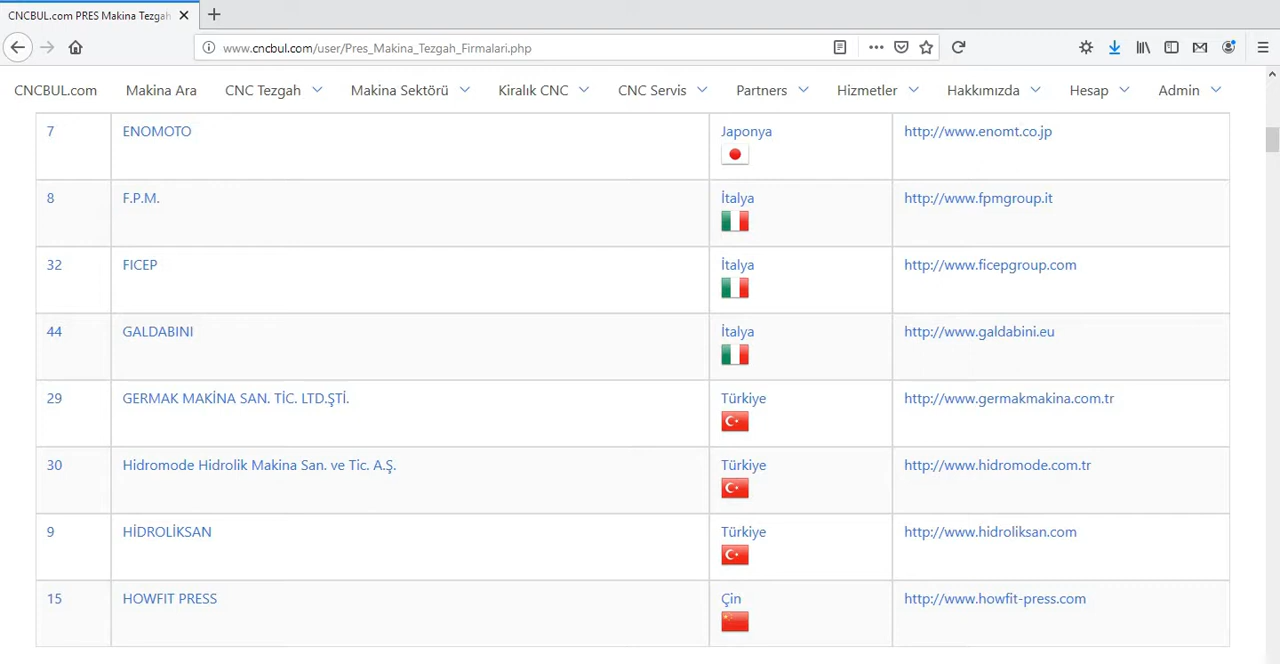 CNCBUL.com PRES Makina Tezgah
www.cncbul.com/user/Pres_Makina_Tezgah_Firmalari.php
CNCBUL.com Makina Ara CNC Tezgah Makina Sektörü Kiralık CNC CNC Servis Partners Hizmetler Hakkımızda Hesap Admin
7 ENOMOTO Japonya http://www.enomt.co.jp
8 F.P.M. İtalya http://www.fpmgroup.it
32 FICEP İtalya http://www.ficepgroup.com
44 GALDABINI İtalya http://www.galdabini.eu
29 GERMAK MAKİNA SAN. TİC. LTD.ŞTİ. Türkiye http://www.germakmakina.com.tr
30 Hidromode Hidrolik Makina San. ve Tic. A.Ş. Türkiye http://www.hidromode.com.tr
9 HİDROLİKSAN Türkiye http://www.hidroliksan.com
15 HOWFIT PRESS Çin http://www.howfit-press.com